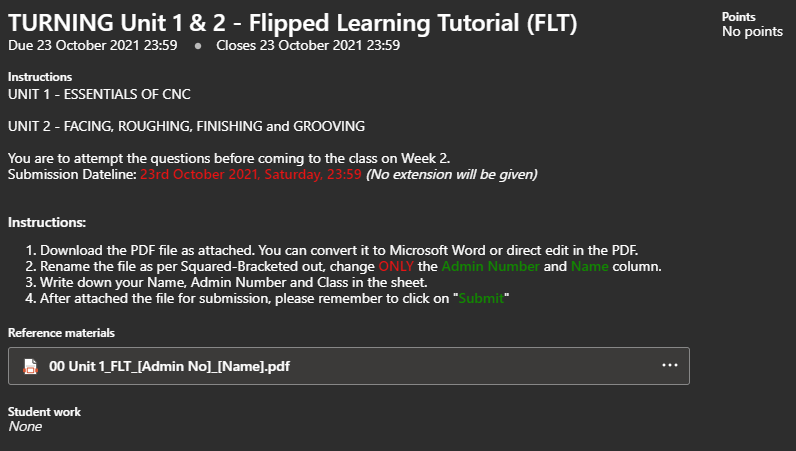 TURNING Unit 1 & 2 - Flipped Learning Tutorial (FLT)
Points
No points
Due 23 October 2021 23:59 • Closes 23 October 2021 23:59
Instructions
UNIT 1 - ESSENTIALS OF CNC
UNIT 2 - FACING, ROUGHING, FINISHING and GROOVING
You are to attempt the questions before coming to the class on Week 2.
Submission Dateline: 23rd October 2021, Saturday, 23:59 (No extension will be given)
Instructions:
1. Download the PDF file as attached. You can convert it to Microsoft Word or direct edit in the PDF.
2. Rename the file as per Squared-Bracketed out, change ONLY the Admin Number and Name column.
3. Write down your Name, Admin Number and Class in the sheet.
4. After attached the file for submission, please remember to click on "Submit"
Reference materials
00 Unit 1_FLT_[Admin No]_[Name].pdf
Student work
None